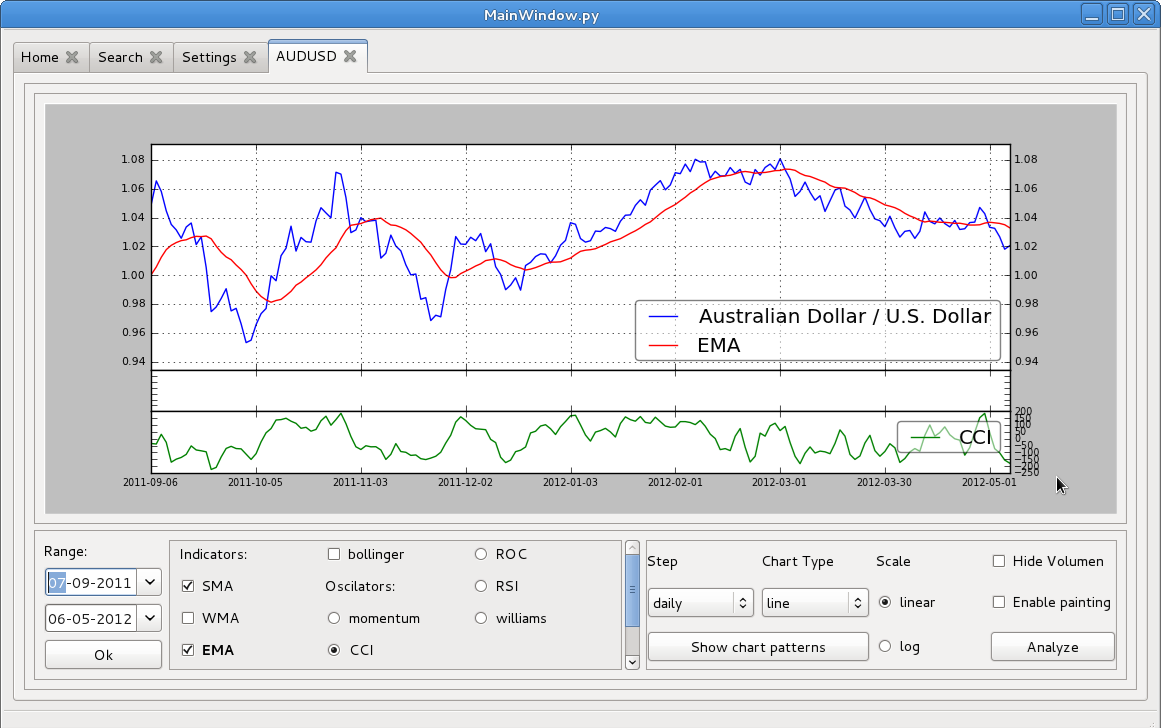 MainWindow.py
Home Search Settings AUDUSD
1.08 1.08
1.06 1.06
1.04 1.04
1.02 1.02
1.00 1.00
0.98 0.98
Australian Dollar / U.S. Dollar
0.96 0.96
EMA
0.94 0.94
200
150
100
50
0
CCI
−50
−100
−150
−200
−250
2011-09-06 2011-10-05 2011-11-03 2011-12-02 2012-01-03 2012-02-01 2012-03-01 2012-03-30 2012-05-01
Range:
07-09-2011
06-05-2012
Ok
Indicators: bollinger ROC
SMA Oscilators: RSI
WMA momentum williams
EMA CCI
Step Chart Type Scale Hide Volumen
daily line linear Enable painting
Show chart patterns log Analyze